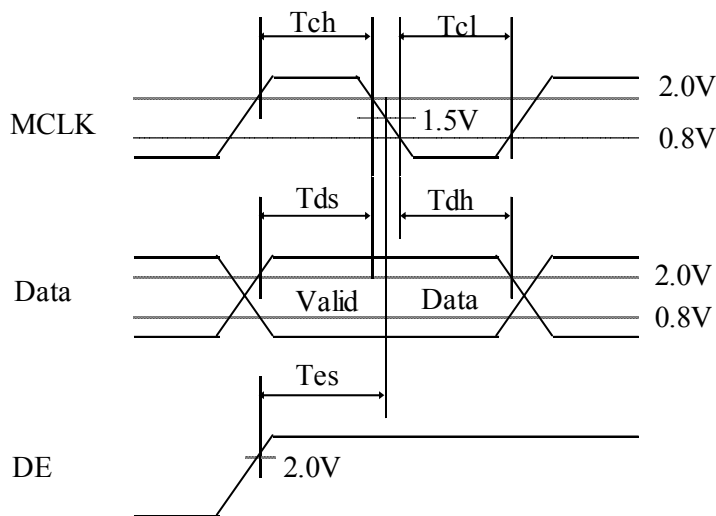 Tch
Tcl
2.0V
MCLK
1.5V
0.8V
Tds
Tdh
Data
2.0V
Valid
Data
0.8V
Tes
DE
2.0V